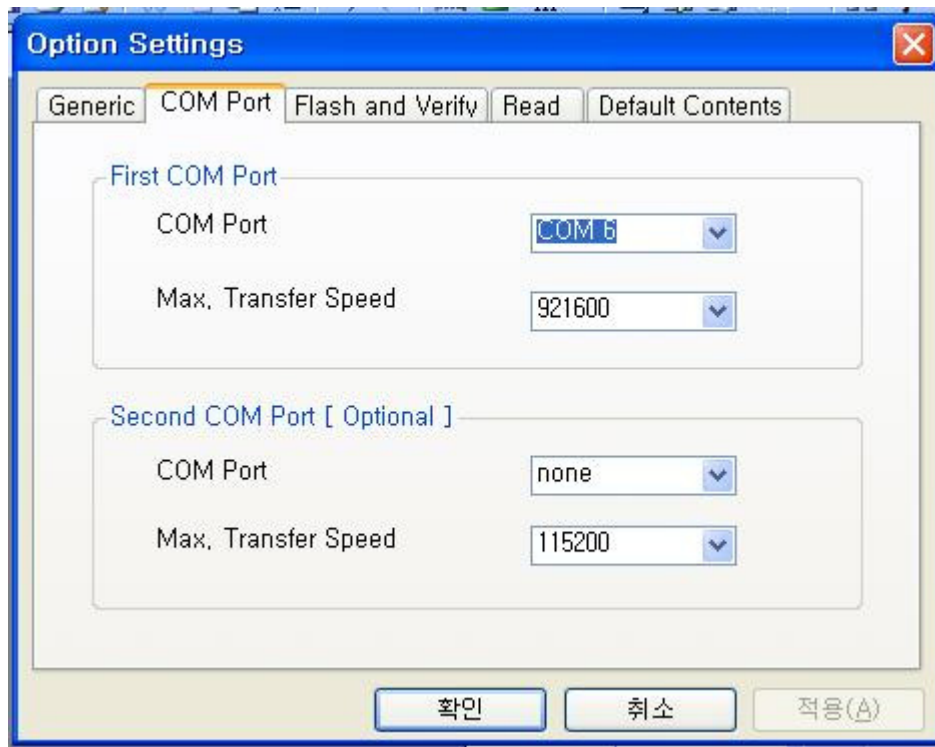 Option Settings
Generic COM Port Flash and Verify Read Default Contents
First COM Port
COM Port COM 6
Max. Transfer Speed 921600
Second COM Port [ Optional ]
COM Port none
Max. Transfer Speed 115200
확인 취소 적용(A)